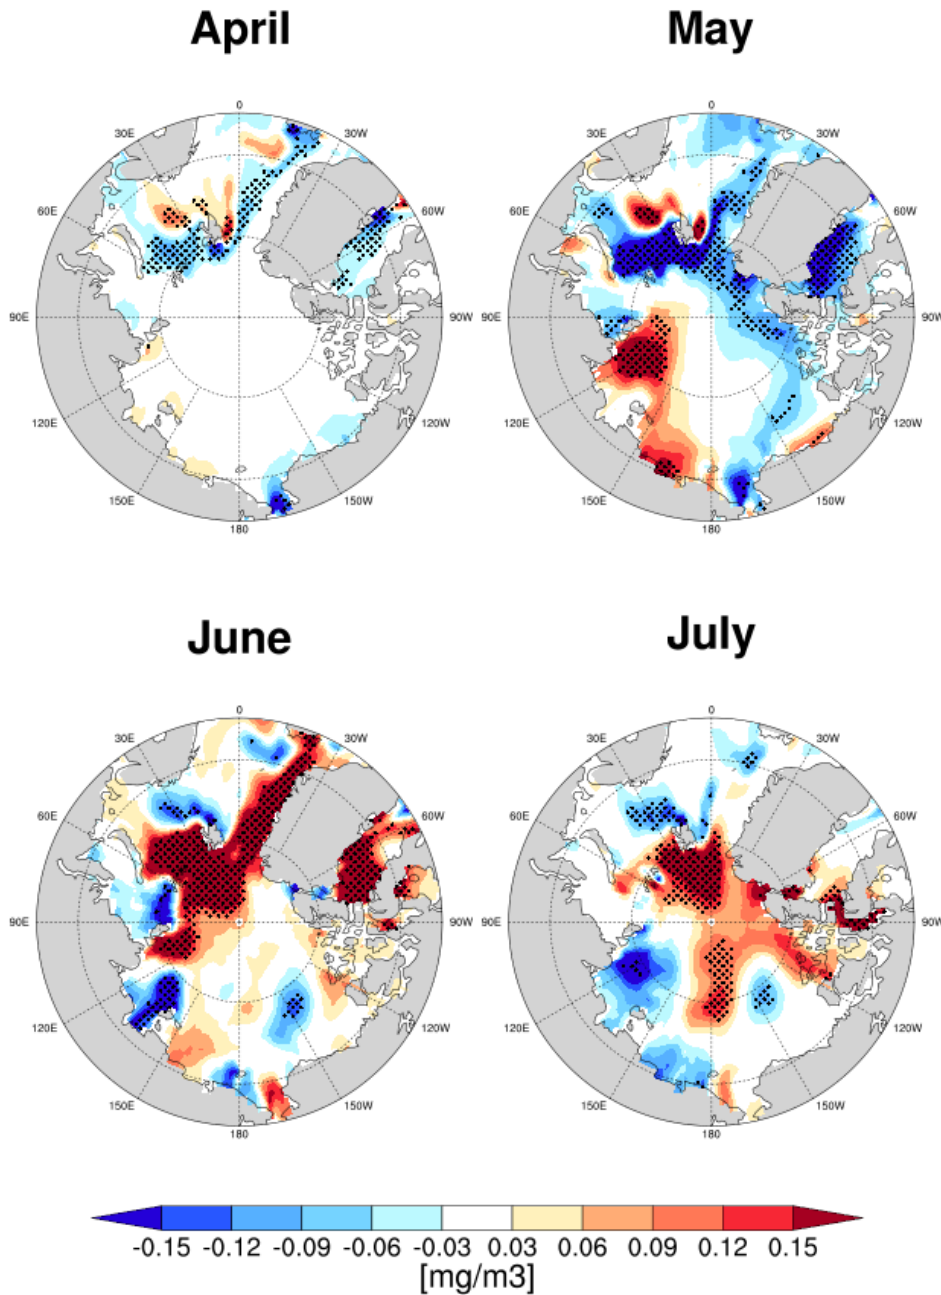 April May
0 0
30E 30W 30E 30W
60E 60W 60E 60W
90E 90W 90E 90W
120E 120W 120E 120W
150E 150W 150E 150W
180 180
June July
0 0
30E 30W 30E 30W
60E 60W 60E 60W
90E 90W 90E 90W
120E 120W 120E 120W
150E 150W 150E 150W
180 180
-0.15 -0.12 -0.09 -0.06 -0.03 0.03 0.06 0.09 0.12 0.15
[mg/m3]